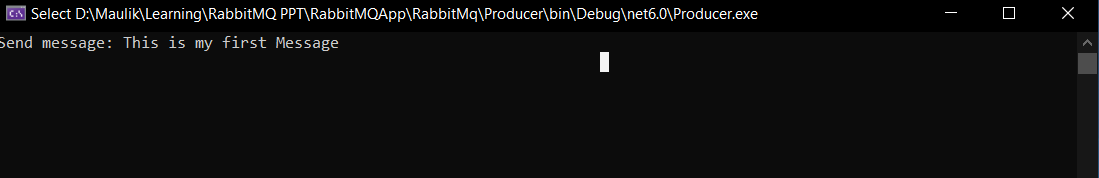 Select D:\Maulik\Learning\RabbitMQ PPT\RabbitMQApp\RabbitMq\Producer\bin\Debug\net6.0\Producer.exe
Send message: This is my first Message